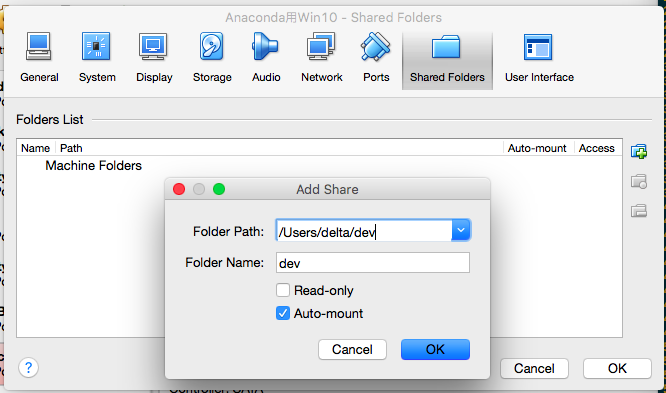 Anaconda用Win10 - Shared Folders
General System Display Storage Audio Network Ports Shared Folders User Interface
Folders List
Name Path Auto-mount Access
Machine Folders
Add Share
Folder Path: /Users/delta/dev
Folder Name: dev
Read-only
Auto-mount
Cancel OK
? Cancel OK